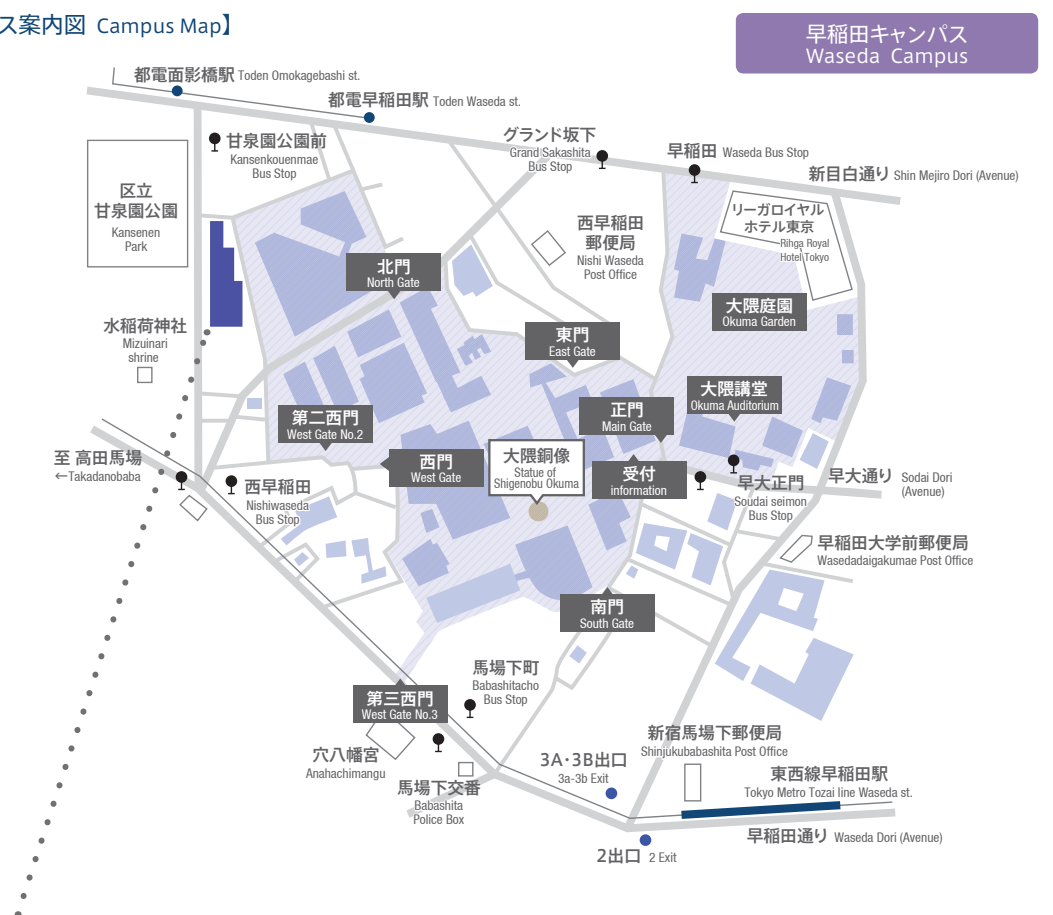 ス案内図 Campus Map】
早稲田キャンパス
Waseda Campus
都電面影橋駅 Toden Omokagebashi st.
都電早稲田駅 Toden Waseda st.
甘泉園公園前
Kansenkouenmae
Bus Stop
グランド坂下
Grand Sakashita
Bus Stop
早稲田 Waseda Bus Stop
新目白通り Shin Mejiro Dori (Avenue)
区立
甘泉園公園
Kansenen
Park
西早稲田
郵便局
Nishi Waseda
Post Office
リーガロイヤル
ホテル東京
Rihga Royal
Hotel Tokyo
北門
North Gate
大隈庭園
Okuma Garden
水稲荷神社
Mizuinari
shrine
東門
East Gate
大隈講堂
Okuma Auditorium
第二西門
West Gate No.2
正門
Main Gate
西門
West Gate
大隈銅像
Statue of
Shigenobu Okuma
受付
information
至 高田馬場
←Takadanobaba
西早稲田
Nishiwaseda
Bus Stop
早大正門
Soudai seimon
Bus Stop
早大通り Sodai Dori
(Avenue)
早稲田大学前郵便局
Wasedadaigakumae Post Office
南門
South Gate
馬場下町
Babashitacho
Bus Stop
第三西門
West Gate No.3
穴八幡宮
Anahachimangu
馬場下交番
Babashita
Police Box
3A・3B出口
3a-3b Exit
新宿馬場下郵便局
Shinjukubabashita Post Office
東西線早稲田駅
Tokyo Metro Tozai line Waseda st.
早稲田通り Waseda Dori (Avenue)
2出口 2 Exit